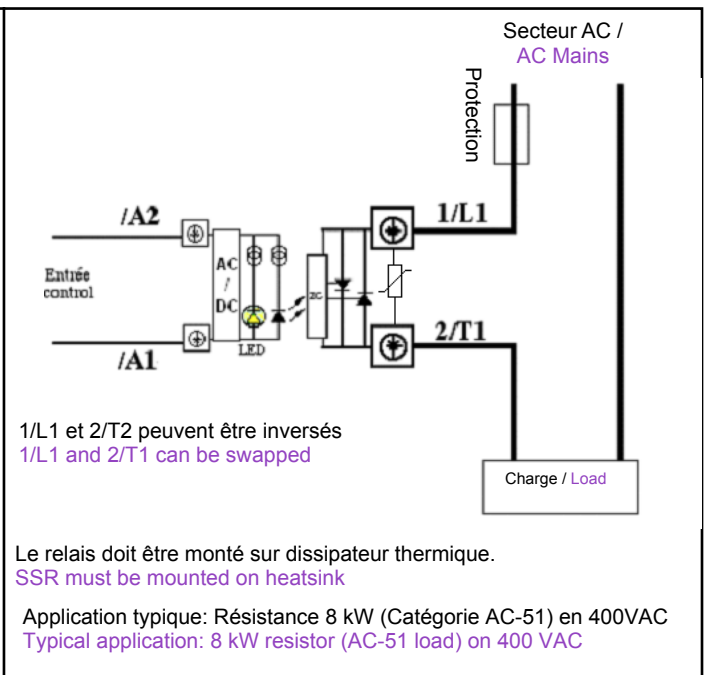 Secteur AC /
AC Mains
Protection
/A2
1/L1
Entrée
control
AC
/
DC
ZC
LED
/A1
2/T1
1/L1 et 2/T2 peuvent être inversés
1/L1 and 2/T1 can be swapped
Charge / Load
Le relais doit être monté sur dissipateur thermique.
SSR must be mounted on heatsink
Application typique: Résistance 8 kW (Catégorie AC-51) en 400VAC
Typical application: 8 kW resistor (AC-51 load) on 400 VAC